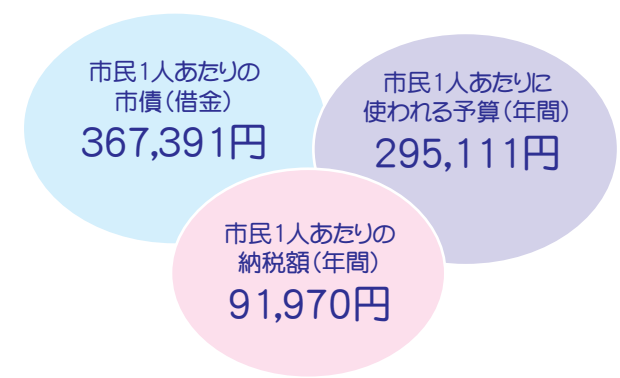 市民1人あたりの
市債(借金)
367,391円
市民1人あたりに
使われる予算(年間)
295,111円
市民1人あたりの
納税額(年間)
91,970円